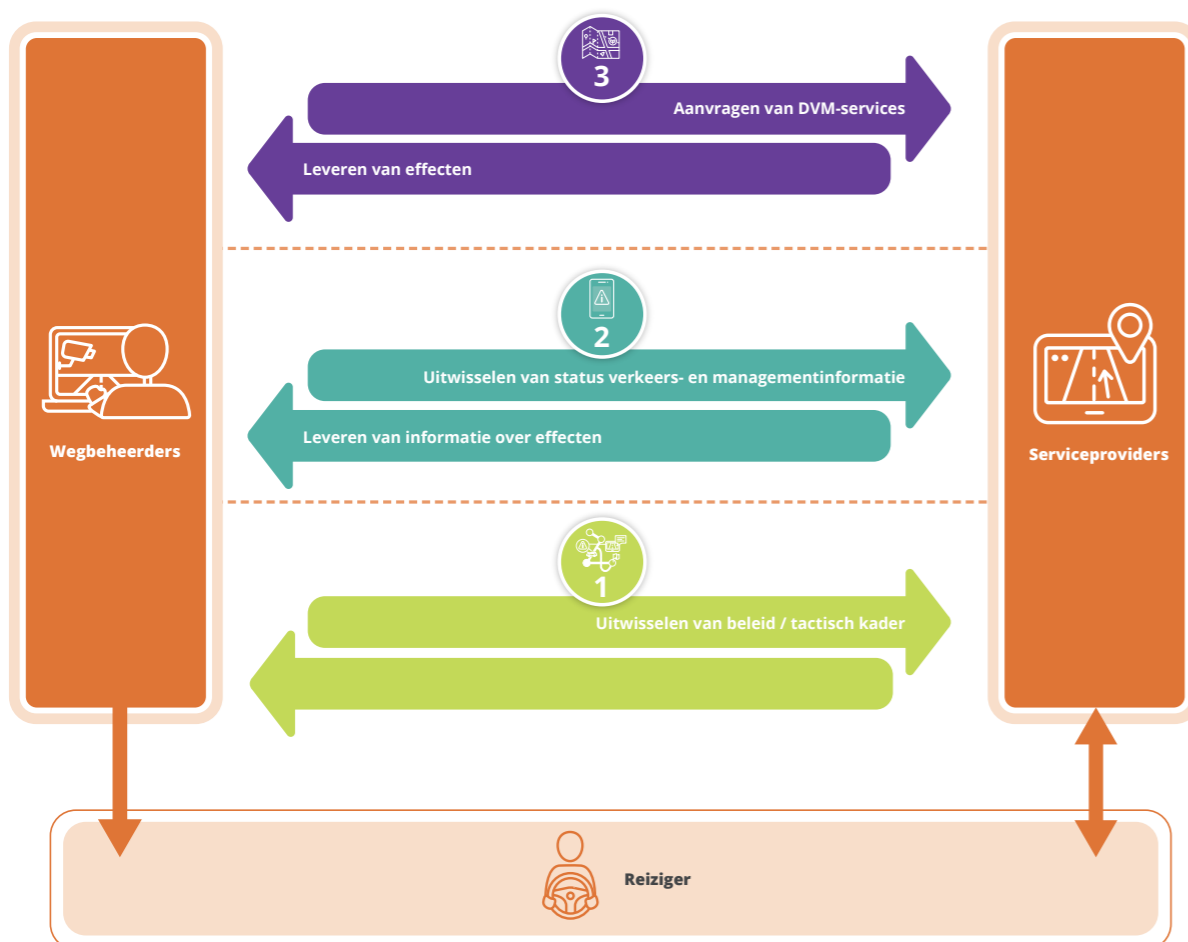 3
Aanvragen van DVM-services
Leveren van effecten
2
Uitwisselen van status verkeers- en managementinformatie
Leveren van informatie over effecten
Wegbeheerders
Serviceproviders
1
Uitwisselen van beleid / tactisch kader
Reiziger